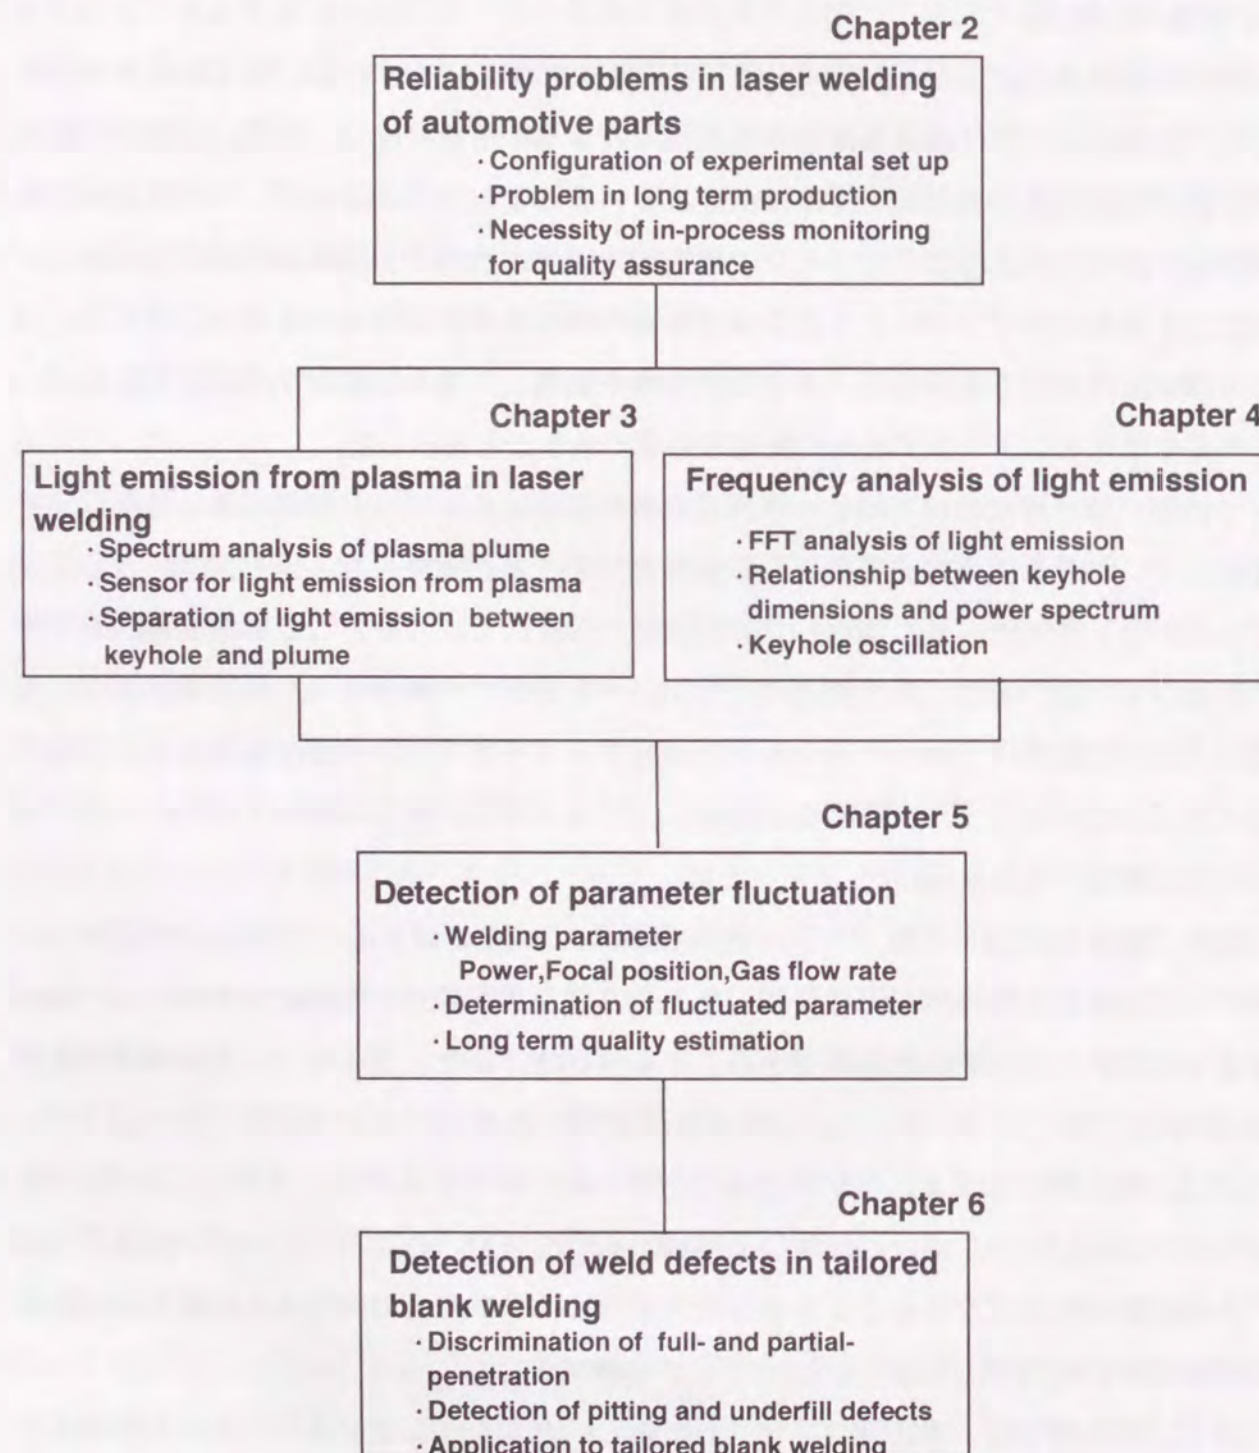 Chapter 2
Reliability problems in laser welding
of automotive parts
· Configuration of experimental set up
· Problem in long term production
· Necessity of in-process monitoring
for quality assurance
Chapter 3
Light emission from plasma in laser
welding
· Spectrum analysis of plasma plume
· Sensor for light emission from plasma
· Separation of light emission between
keyhole and plume
Chapter 4
Frequency analysis of light emission
· FFT analysis of light emission
· Relationship between keyhole
dimensions and power spectrum
· Keyhole oscillation
Chapter 5
Detection of parameter fluctuation
· Welding parameter
Power,Focal position,Gas flow rate
· Determination of fluctuated parameter
· Long term quality estimation
Chapter 6
Detection of weld defects in tailored
blank welding
· Discrimination of full- and partial-
penetration
· Detection of pitting and underfill defects
· Application to tailored blank welding